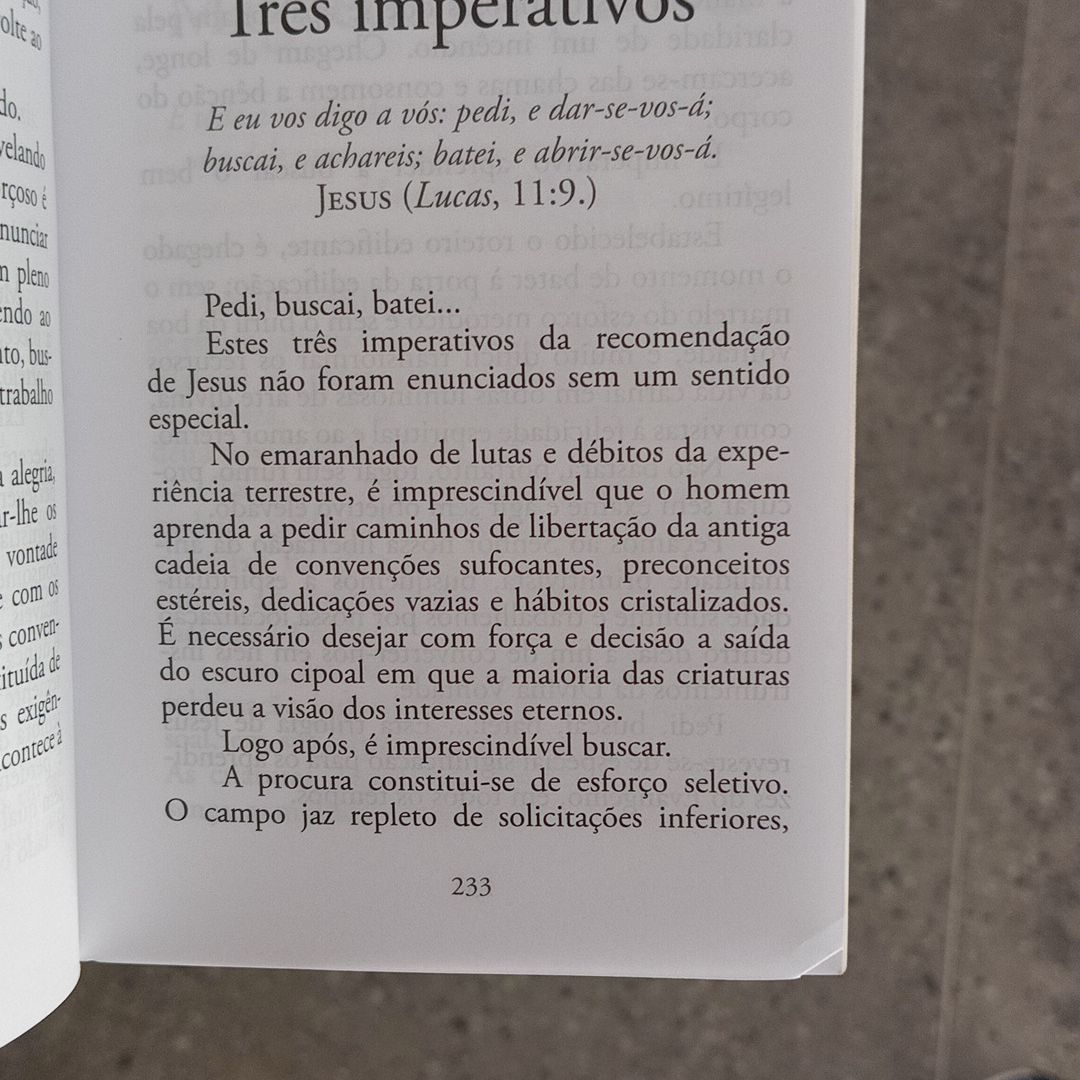 olte ao
do.
velando
rçoso é
nunciar
m pleno
endo ao
nto, bus-
trabalho
a alegria,
ar-lhe os
vontade
e com os
s conven-
tituída de
s exigên-
contece à
Três imperativos
E eu vos digo a vós: pedi, e dar-se-vos-á;
buscai, e achareis; batei, e abrir-se-vos-á.
JESUS (Lucas, 11:9.)
Pedi, buscai, batei...
Estes três imperativos da recomendação
de Jesus não foram enunciados sem um sentido
especial.
No emaranhado de lutas e débitos da expe-
riência terrestre, é imprescindível que o homem
aprenda a pedir caminhos de libertação da antiga
cadeia de convenções sufocantes, preconceitos
estéreis, dedicações vazias e hábitos cristalizados.
É necessário desejar com força e decisão a saída
do escuro cipoal em que a maioria das criaturas
perdeu a visão dos interesses eternos.
Logo após, é imprescindível buscar.
A procura constitui-se de esforço seletivo.
O campo jaz repleto de solicitações inferiores,
233